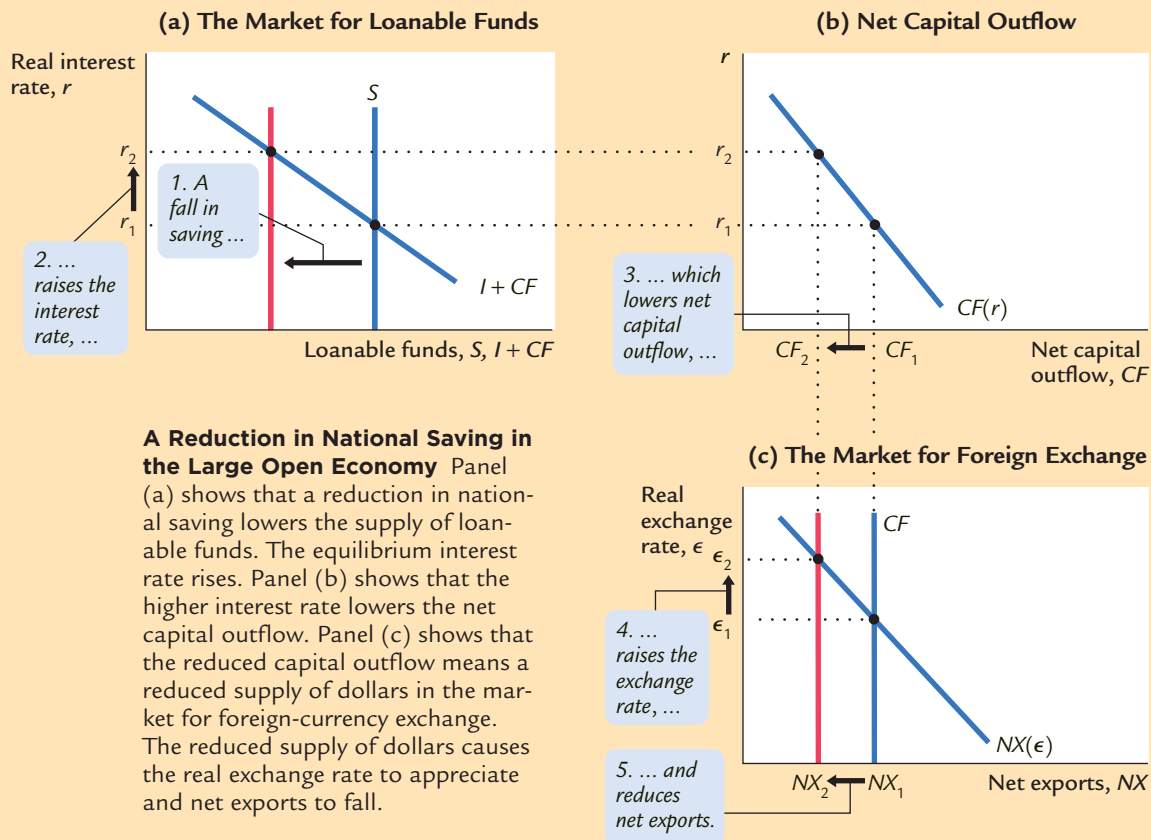 (a) The Market for Loanable Funds
Real interest
rate, r
S
r₂
r₁
1. A
fall in
saving ...
2. ...
raises the
interest
rate, ...
I + CF
Loanable funds, S, I + CF
(b) Net Capital Outflow
r
r₂
r₁
3. ... which
lowers net
capital
outflow, ...
CF(r)
CF₂
CF₁
Net capital
outflow, CF
A Reduction in National Saving in
the Large Open Economy Panel
(a) shows that a reduction in nation-
al saving lowers the supply of loan-
able funds. The equilibrium interest
rate rises. Panel (b) shows that the
higher interest rate lowers the net
capital outflow. Panel (c) shows that
the reduced capital outflow means a
reduced supply of dollars in the mar-
ket for foreign-currency exchange.
The reduced supply of dollars causes
the real exchange rate to appreciate
and net exports to fall.
(c) The Market for Foreign Exchange
Real
exchange
rate, ϵ
CF
ϵ₂
ϵ₁
4. ...
raises the
exchange
rate, ...
NX(ϵ)
5. ... and
reduces
net exports.
NX₂
NX₁
Net exports, NX